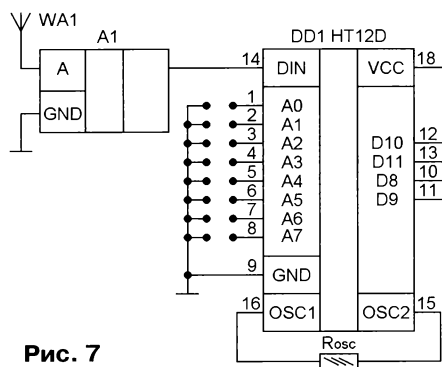 WA1
A1
A
GND
DD1 HT12D
14 DIN VCC 18
1 A0
2 A1
3 A2 D10 12
4 A3 D11 13
5 A4 D8 10
6 A5 D9 11
7 A6
8 A7
9 GND
16 OSC1 OSC2 15
Rosc
Рис. 7